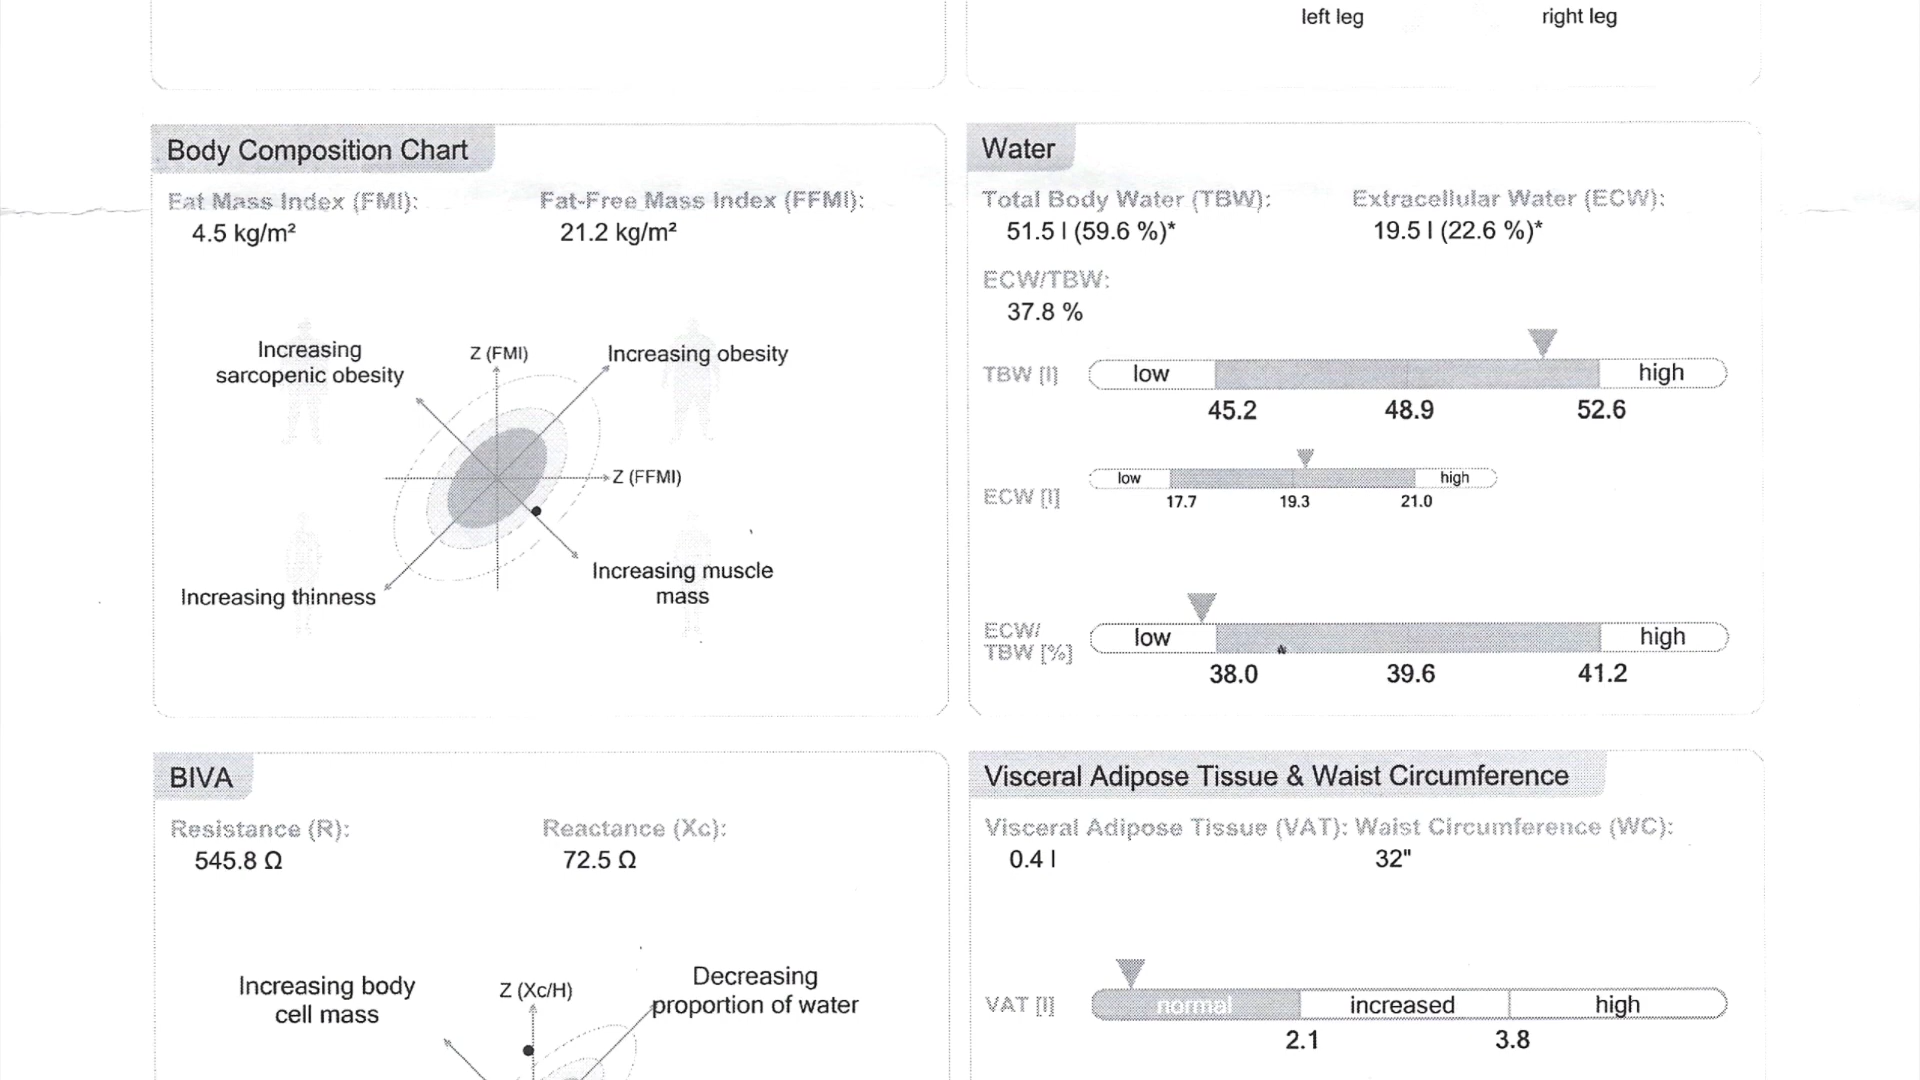 left leg
right leg
Body Composition Chart
Fat Mass Index (FMI):
Fat-Free Mass Index (FFMI):
4.5 kg/m²
21.2 kg/m²
Increasing
sarcopenic obesity
Z (FMI)
Increasing obesity
Z (FFMI)
Increasing thinness
Increasing muscle
mass
Water
Total Body Water (TBW):
Extracellular Water (ECW):
51.5 l (59.6 %)*
19.5 l (22.6 %)*
ECW/TBW:
37.8 %
TBW [l]
low
high
45.2
48.9
52.6
ECW [l]
low
high
17.7
19.3
21.0
ECW/
TBW [%]
low
high
38.0
39.6
41.2
BIVA
Resistance (R):
Reactance (Xc):
545.8 Ω
72.5 Ω
Increasing body
cell mass
Z (Xc/H)
Decreasing
proportion of water
Visceral Adipose Tissue & Waist Circumference
Visceral Adipose Tissue (VAT): Waist Circumference (WC):
0.4 l
32"
VAT [l]
normal
increased
high
2.1
3.8